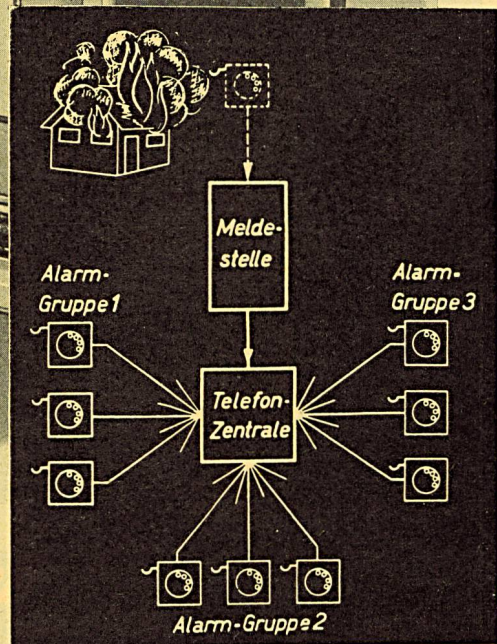 Melde-
stelle
Alarm-
Gruppe 1
Alarm-
Gruppe 3
Telefon-
Zentrale
Alarm-Gruppe 2